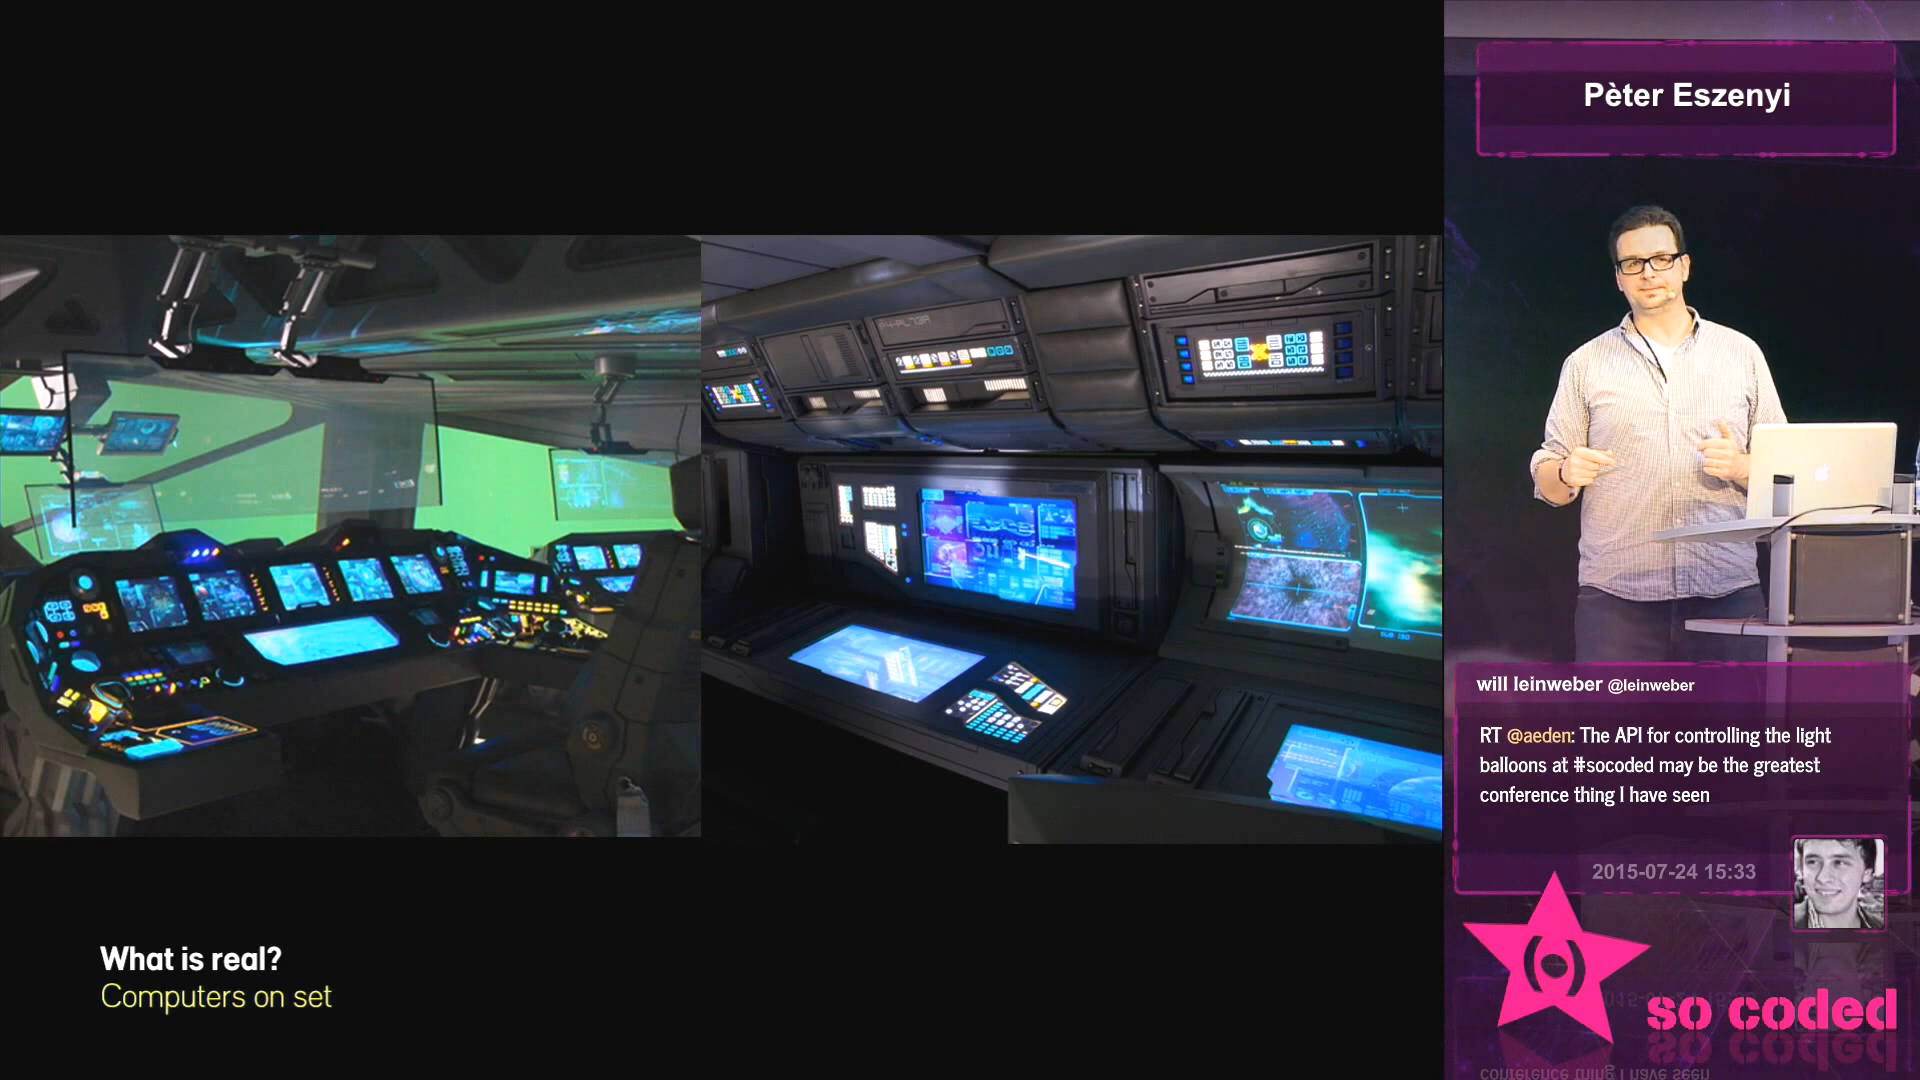 Pèter Eszenyi
will leinweber @leinweber
RT @aeden: The API for controlling the light
balloons at #socoded may be the greatest
conference thing I have seen
2015-07-24 15:33
so coded
What is real?
Computers on set